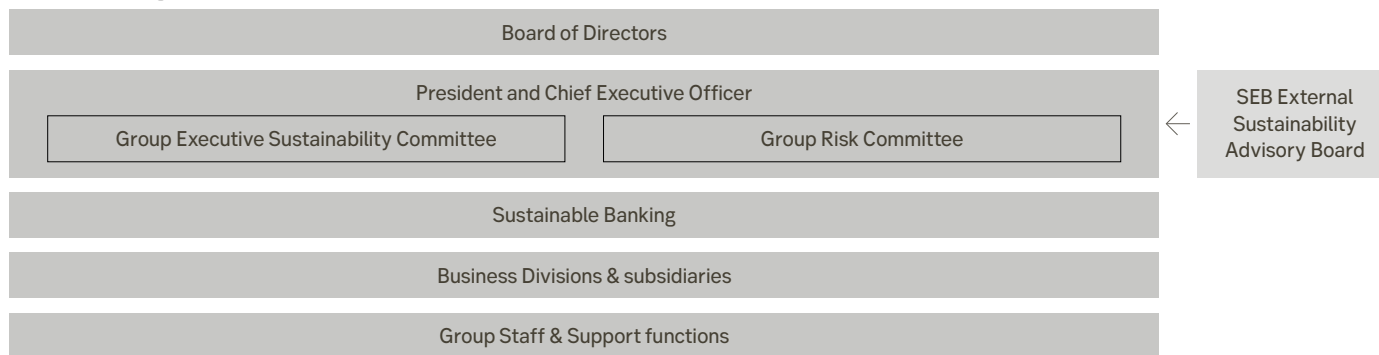 Board of Directors
President and Chief Executive Officer
Group Executive Sustainability Committee
Group Risk Committee
SEB External
Sustainability
Advisory Board
Sustainable Banking
Business Divisions & subsidiaries
Group Staff & Support functions